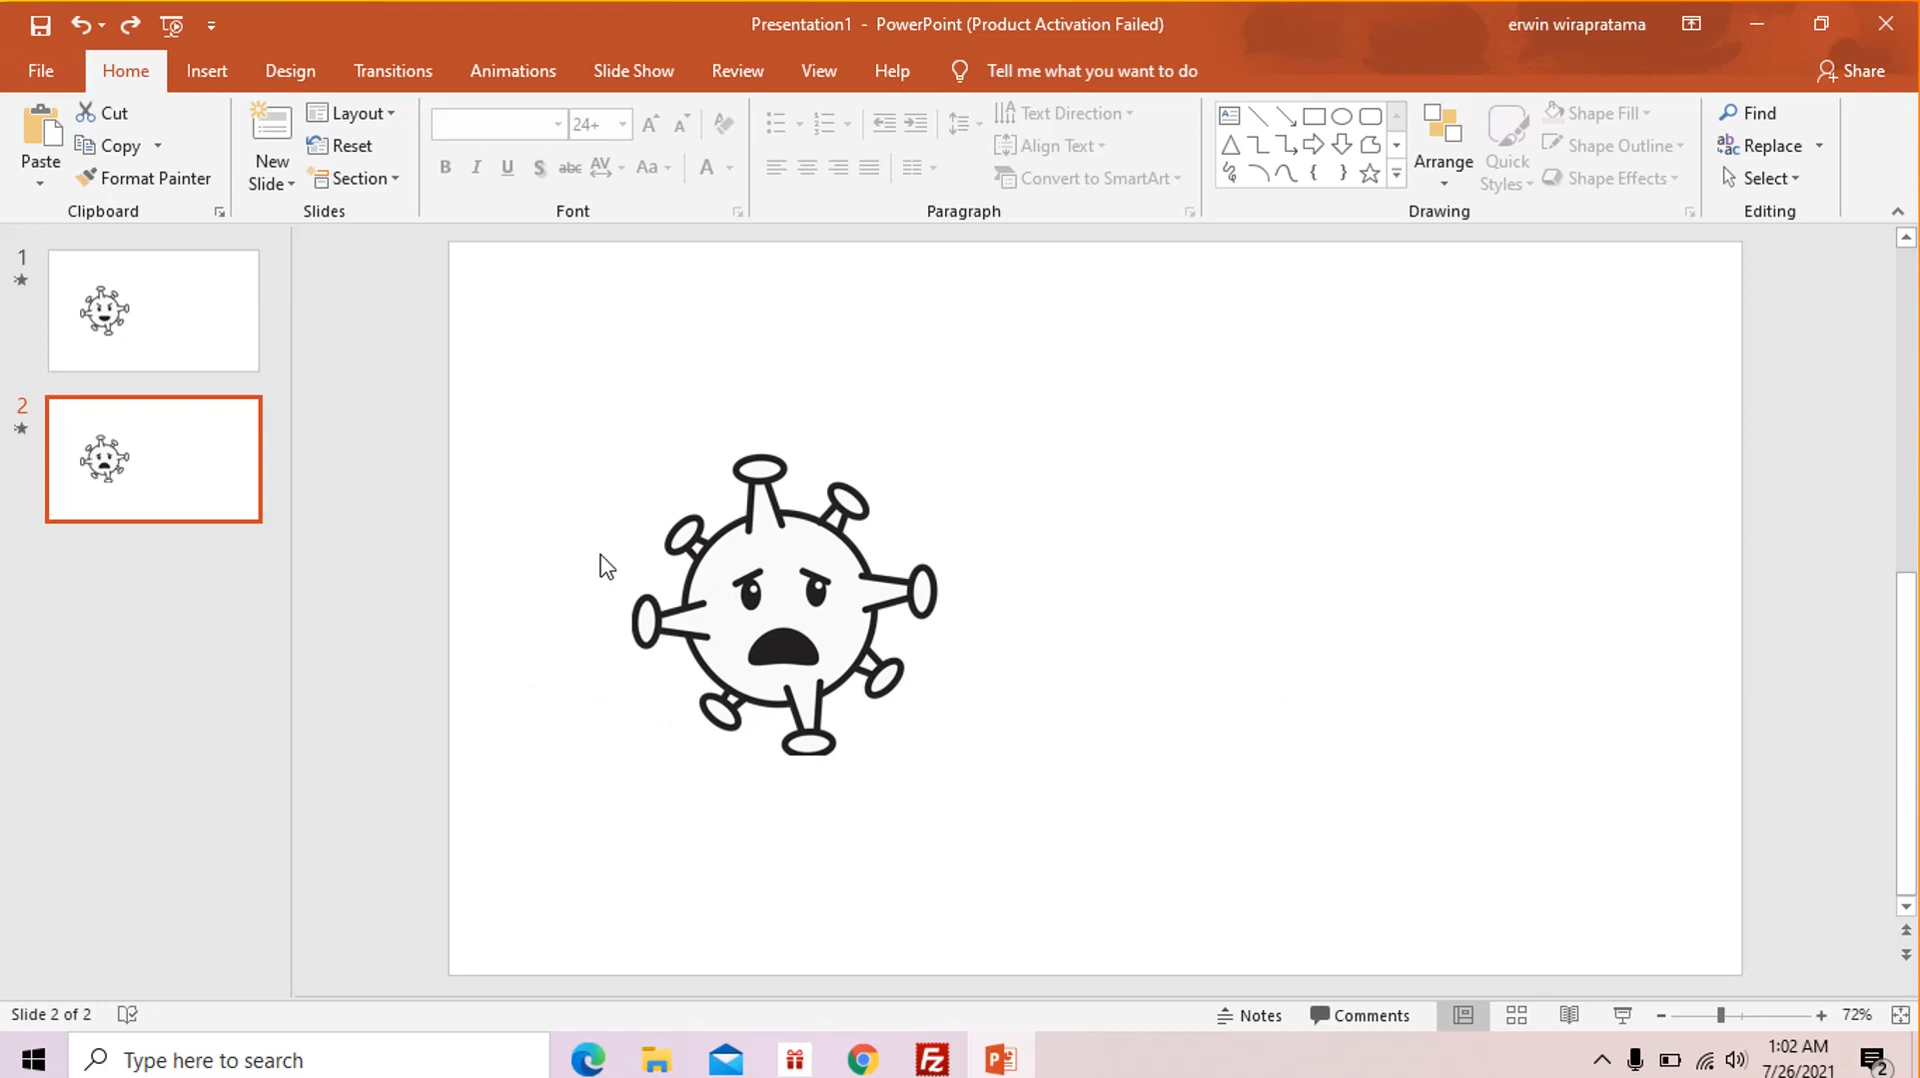 Presentation1 - PowerPoint (Product Activation Failed)
erwin wirapratama
File Home Insert Design Transitions Animations Slide Show Review View Help Tell me what you want to do Share
Paste
Cut
Copy
Format Painter
Clipboard
New Slide
Layout
Reset
Section
Slides
24+
B I U S abc AV Aa A
Font
Text Direction
Align Text
Convert to SmartArt
Paragraph
Arrange
Quick Styles
Shape Fill
Shape Outline
Shape Effects
Drawing
Find
Replace
Select
Editing
1
2
Slide 2 of 2
Notes
Comments
72%
Type here to search
Fz
1:02 AM
7/26/2021
2